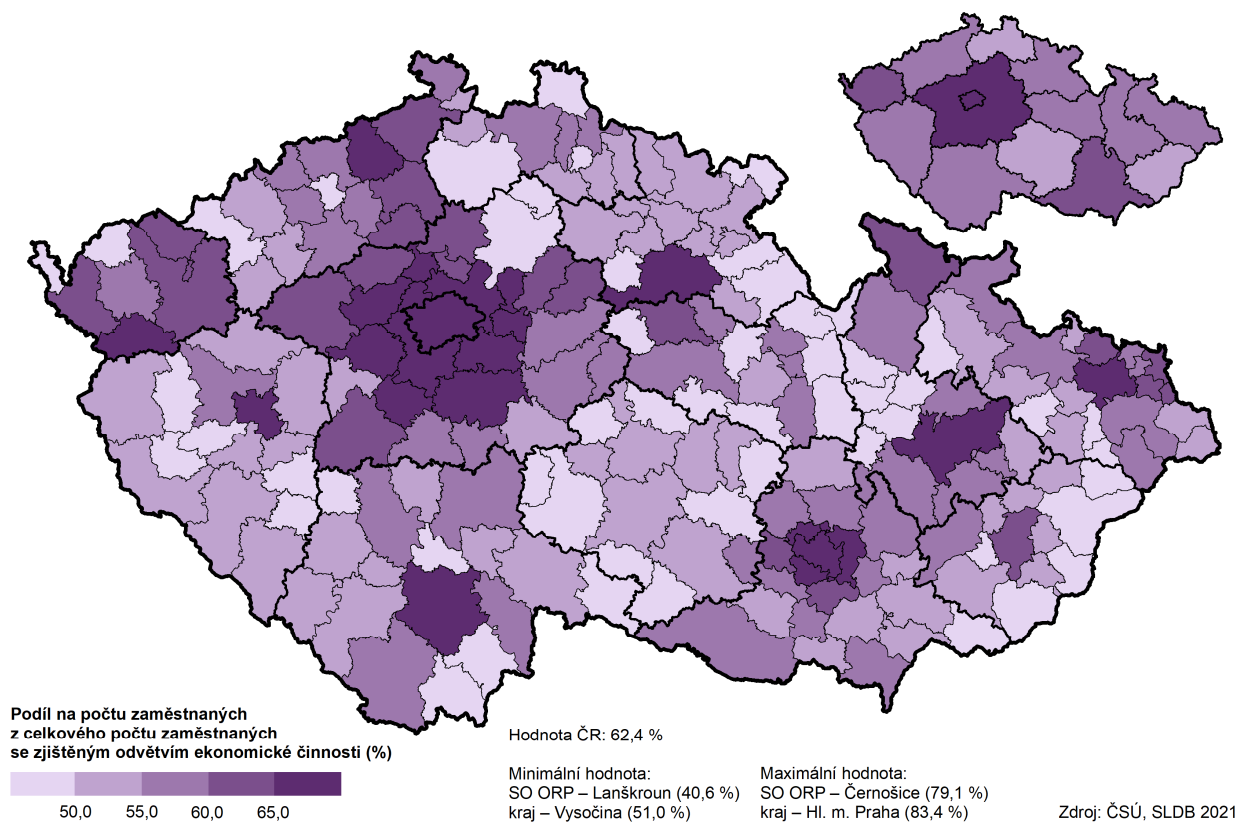 Podíl na počtu zaměstnaných
z celkového počtu zaměstnaných
se zjištěným odvětvím ekonomické činnosti (%)
50,0 55,0 60,0 65,0
Hodnota ČR: 62,4 %
Minimální hodnota:
SO ORP – Lanškroun (40,6 %)
kraj – Vysočina (51,0 %)
Maximální hodnota:
SO ORP – Černošice (79,1 %)
kraj – Hl. m. Praha (83,4 %)
Zdroj: ČSÚ, SLDB 2021